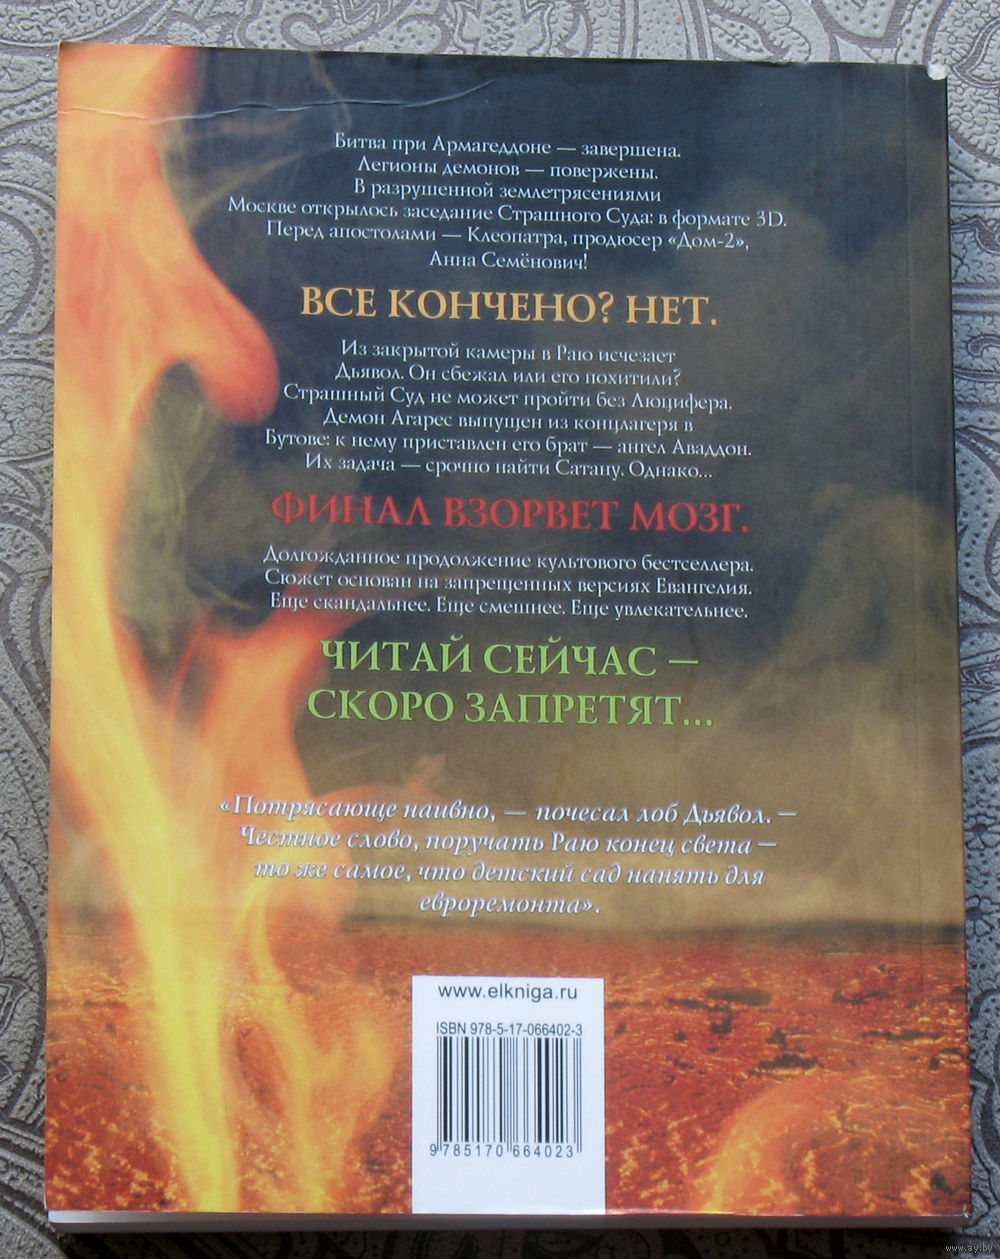 Битва при Армагеддоне — завершена.
Легионы демонов — повержены.
В разрушенной землетрясениями
Москве открылось заседание Страшного Суда: в формате 3D.
Перед апостолами — Клеопатра, продюсер «Дом-2»,
Анна Семёнович!
ВСЕ КОНЧЕНО? НЕТ.
Из закрытой камеры в Раю исчезает
Дьявол. Он сбежал или его похитили?
Страшный Суд не может пройти без Люцифера.
Демон Агарес выпущен из концлагеря в
Бутове: к нему приставлен его брат — ангел Аваддон.
Их задача — срочно найти Сатану. Однако...
ФИНАЛ ВЗОРВЕТ МОЗГ.
Долгожданное продолжение культового бестселлера.
Сюжет основан на запрещенных версиях Евангелия.
Еще скандальнее. Еще смешнее. Еще увлекательнее.
ЧИТАЙ СЕЙЧАС —
СКОРО ЗАПРЕТЯТ...
«Потрясающе наивно, — почесал лоб Дьявол. —
Честное слово, поручать Раю конец света —
то же самое, что детский сад нанять для
евроремонта».
www.elkniga.ru
ISBN 978-5-17-066402-3
9 785170 664023
www.ay.by